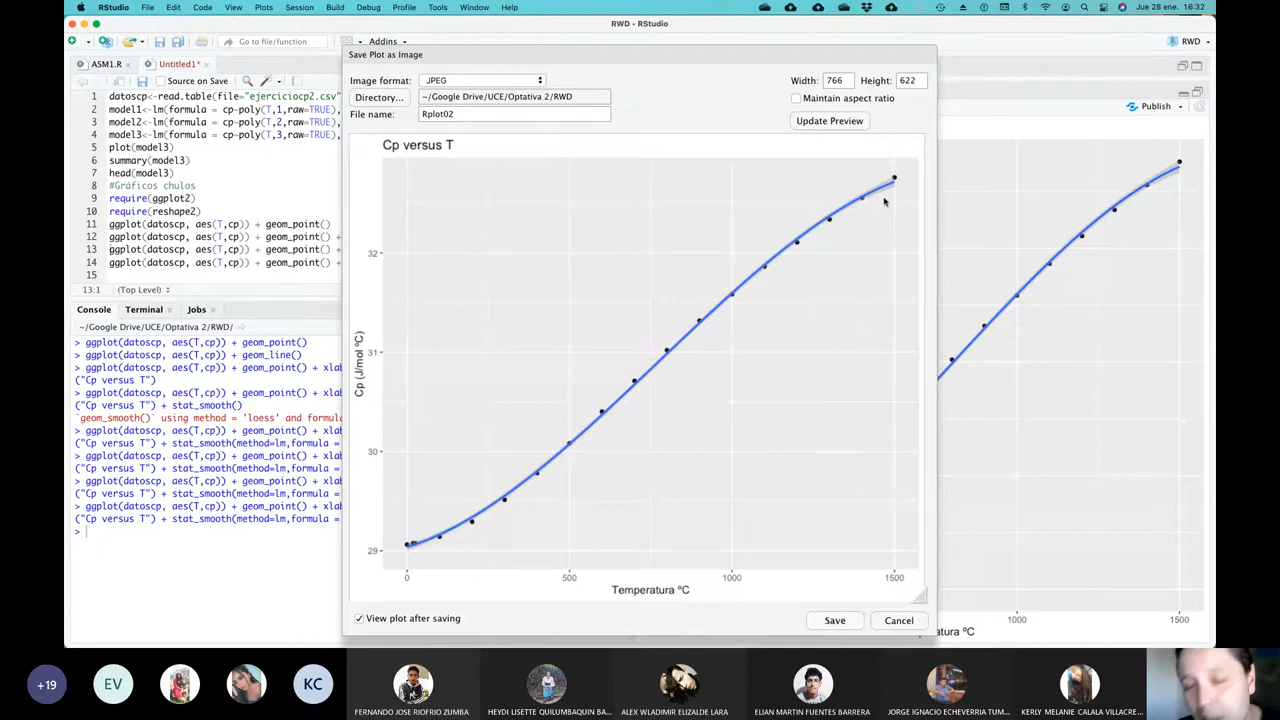 RStudio File Edit Code View Plots Session Build Debug Profile Tools Window Help
Jue 28 ene. 16:32
RWD - RStudio
Go to file/function
Addins
RWD
ASM1.R
Untitled1*
Source on Save
1 datoscp<-read.table(file="ejerciciocp2.csv"
2 model1<-lm(formula = cp~poly(T,1,raw=TRUE),
3 model2<-lm(formula = cp~poly(T,2,raw=TRUE),
4 model3<-lm(formula = cp~poly(T,3,raw=TRUE),
5 plot(model3)
6 summary(model3)
7 head(model3)
8 #Gráficos chulos
9 require(ggplot2)
10 require(reshape2)
11 ggplot(datoscp, aes(T,cp)) + geom_point()
12 ggplot(datoscp, aes(T,cp)) + geom_point() +
13 ggplot(datoscp, aes(T,cp)) + geom_point() +
14 ggplot(datoscp, aes(T,cp)) + geom_point() +
15
13:1 (Top Level)
Console Terminal Jobs
~/Google Drive/UCE/Optativa 2/RWD/
> ggplot(datoscp, aes(T,cp)) + geom_point()
> ggplot(datoscp, aes(T,cp)) + geom_line()
> ggplot(datoscp, aes(T,cp)) + geom_point() + xlab
("Cp versus T")
> ggplot(datoscp, aes(T,cp)) + geom_point() + xlab
("Cp versus T") + stat_smooth()
`geom_smooth()` using method = 'loess' and formula
> ggplot(datoscp, aes(T,cp)) + geom_point() + xlab
("Cp versus T") + stat_smooth(method=lm,formula =
> ggplot(datoscp, aes(T,cp)) + geom_point() + xlab
("Cp versus T") + stat_smooth(method=lm,formula =
> ggplot(datoscp, aes(T,cp)) + geom_point() + xlab
("Cp versus T") + stat_smooth(method=lm,formula =
> ggplot(datoscp, aes(T,cp)) + geom_point() + xlab
("Cp versus T") + stat_smooth(method=lm,formula =
>
Save Plot as Image
Image format: JPEG
Width: 766 Height: 622
Directory... ~/Google Drive/UCE/Optativa 2/RWD
Maintain aspect ratio
File name: Rplot02
Update Preview
Cp versus T
32
31
30
29
Cp (J/mol ºC)
0 500 1000 1500
Temperatura ºC
View plot after saving
Save
Cancel
Publish
1000 1500
atura ºC
+19
EV
KC
FERNANDO JOSE RIOFRIO ZUMBA
HEYDI LISETTE QUILUMBAQUIN BA...
ALEX WLADIMIR ELIZALDE LARA
ELIAN MARTIN FUENTES BARRERA
JORGE IGNACIO ECHEVERRIA TUM...
KERLY MELANIE CALALA VILLACRE...